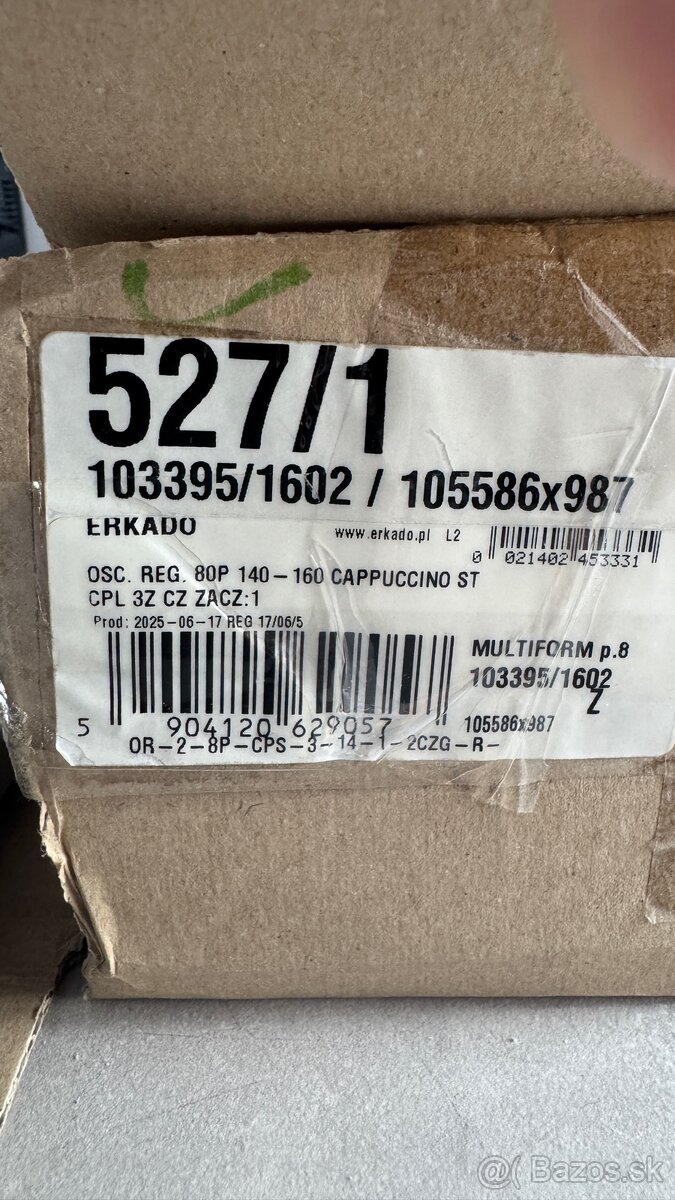 527/1
103395/1602 / 105586x987
ERKADO www.erkado.pl L2
0 021402 453331
OSC. REG. 80P 140-160 CAPPUCCINO ST
CPL 3Z CZ ZACZ:1
Prod: 2025-06-17 REG 17/06/5
MULTIFORM p.8
103395/1602
Z
5 904120 629057
105586x987
OR-2-8P-CPS-3-14-1-2CZG-R-
@( Bazos.sk